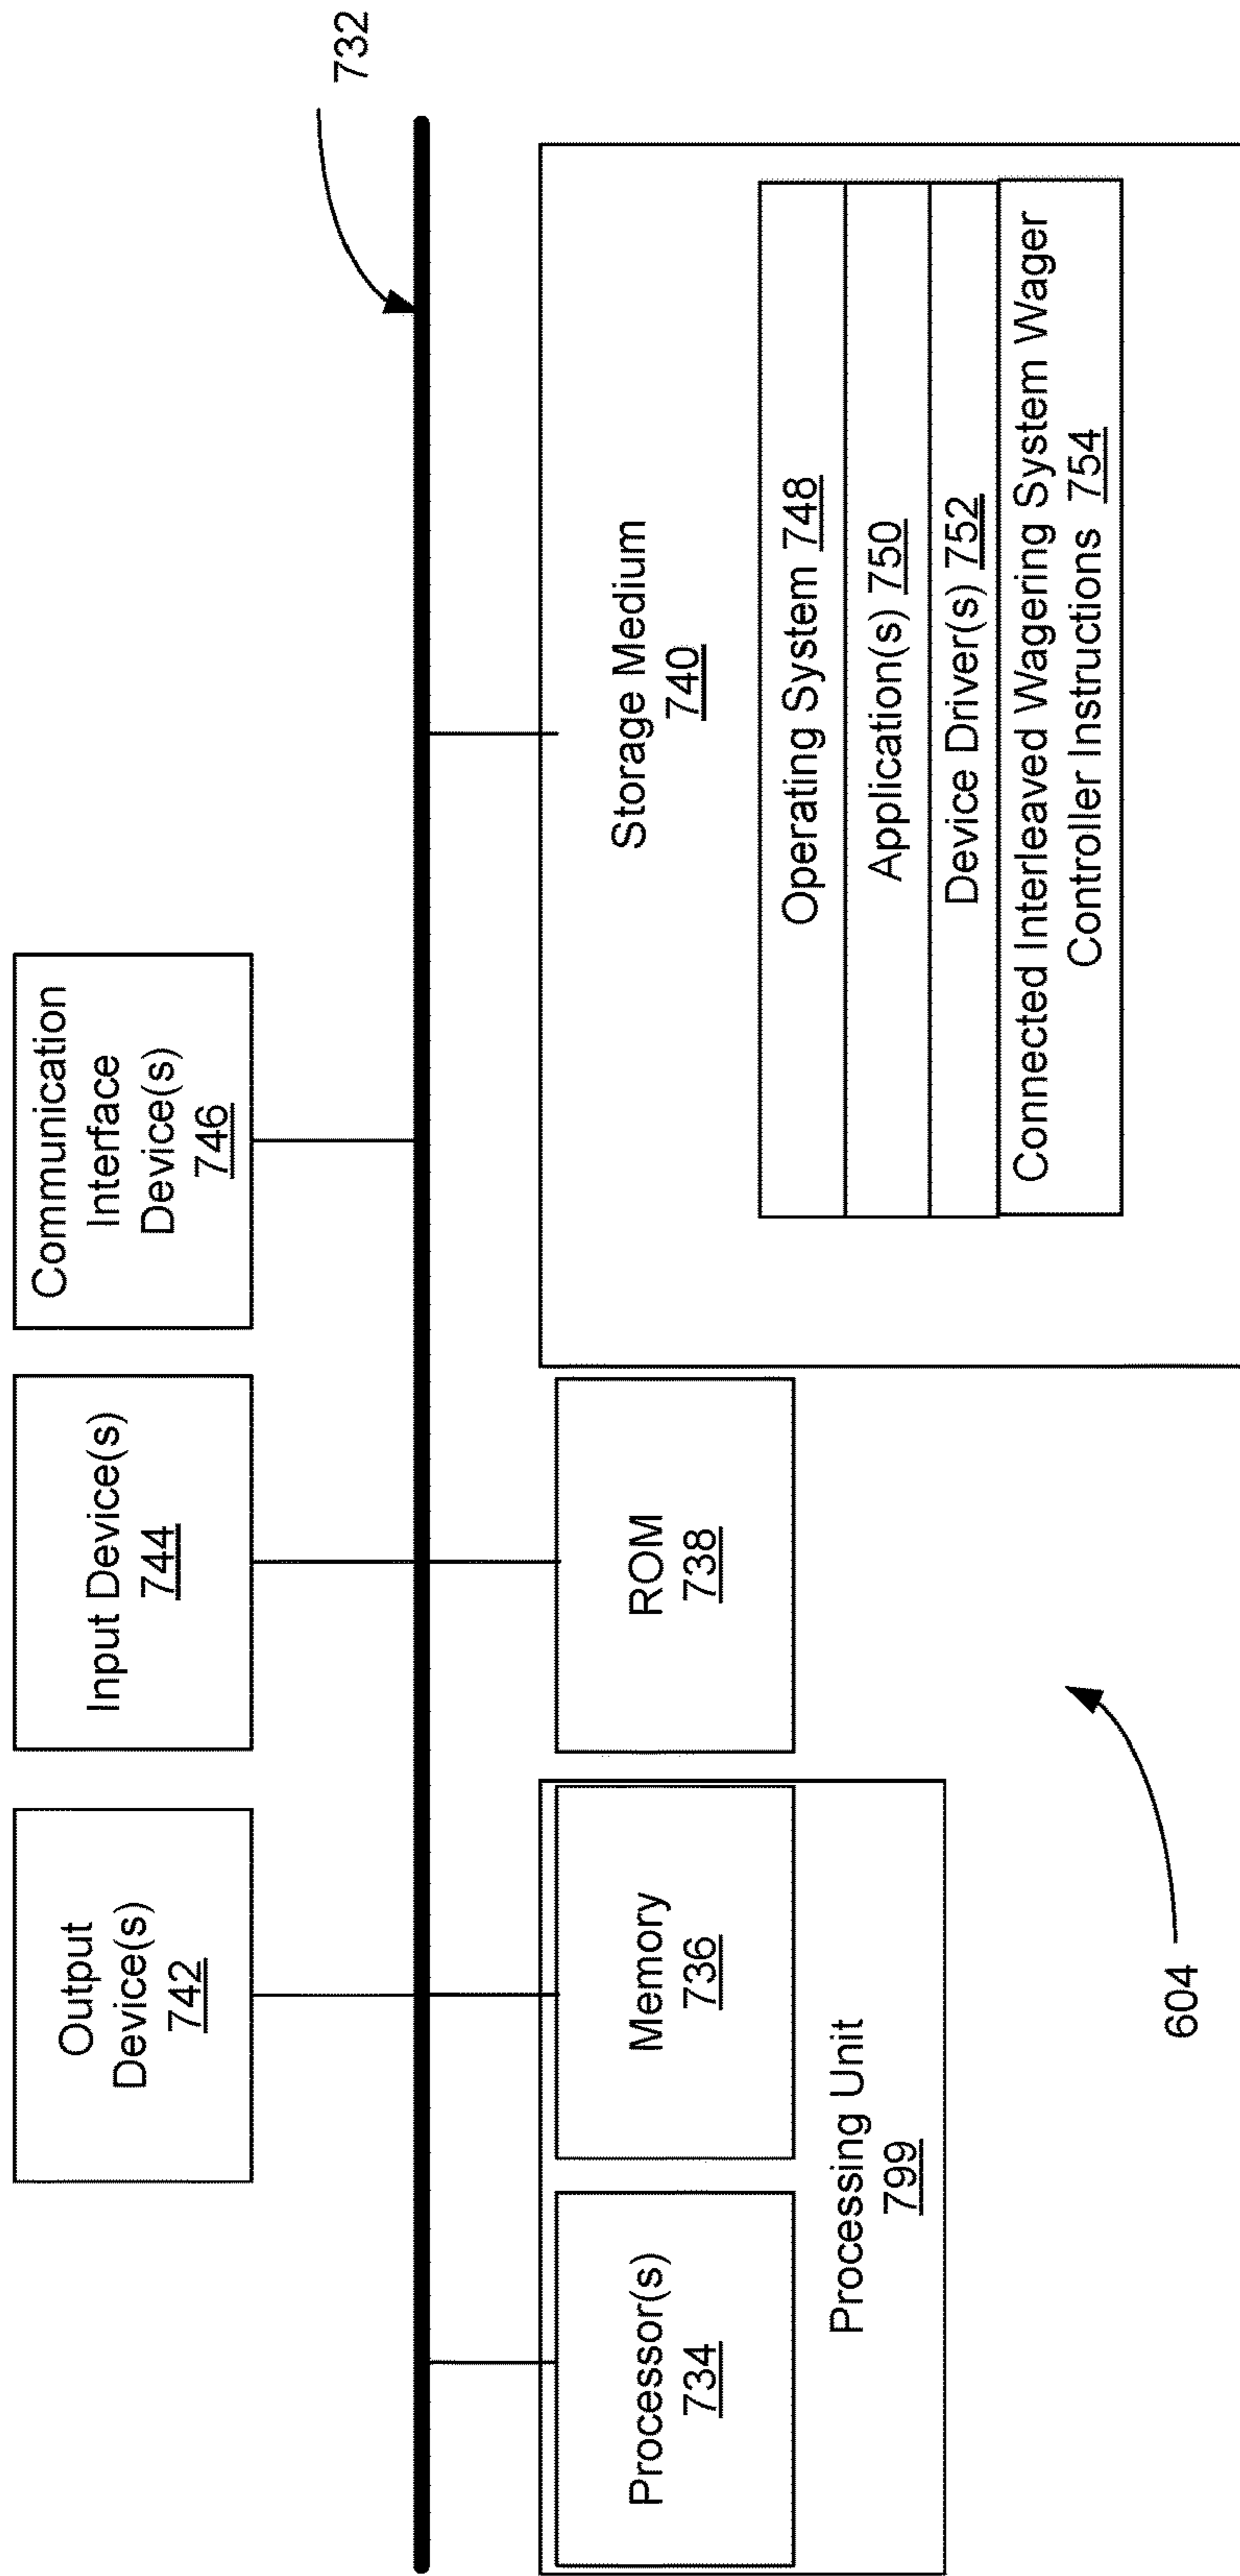 732
Output
Device(s)
742
Input Device(s)
744
Communication
Interface
Device(s)
746
Processor(s)
734
Memory
736
Processing Unit
799
ROM
738
Storage Medium
740
Operating System 748
Application(s) 750
Device Driver(s) 752
Connected Interleaved Wagering System Wager
Controller Instructions 754
604